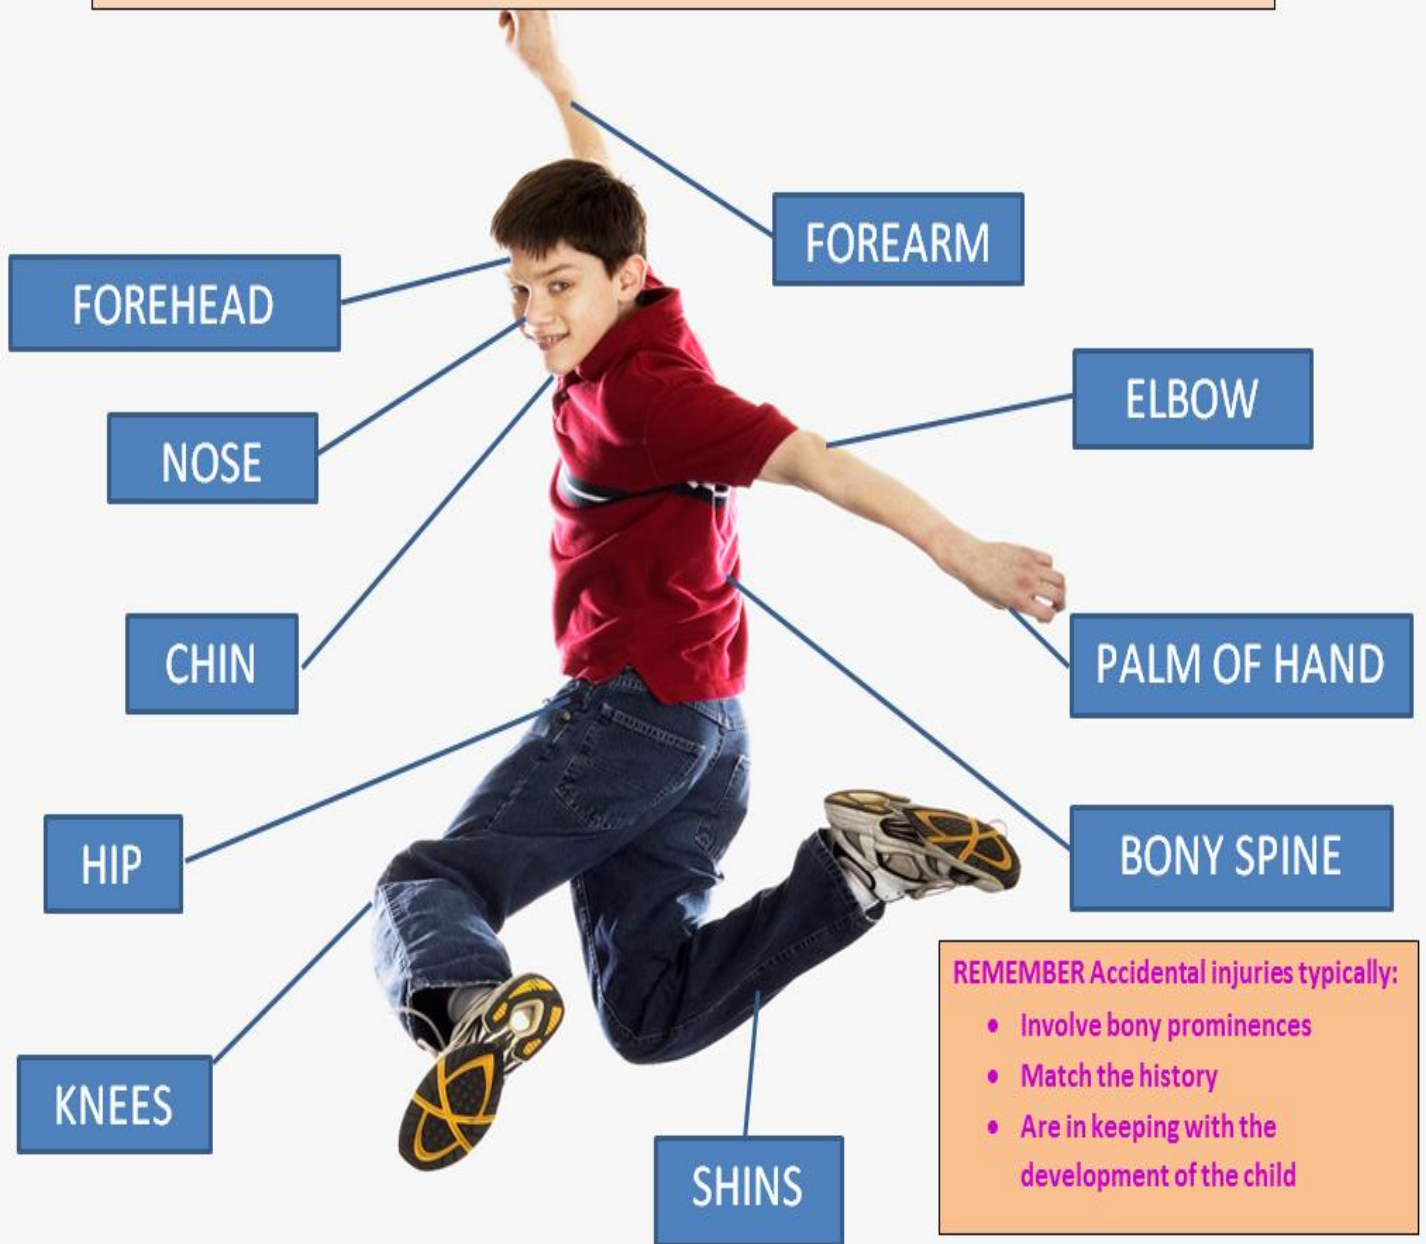 FOREARM
FOREHEAD
ELBOW
NOSE
CHIN
PALM OF HAND
HIP
BONY SPINE
REMEMBER Accidental injuries typically:
• Involve bony prominences
• Match the history
• Are in keeping with the
development of the child
KNEES
SHINS